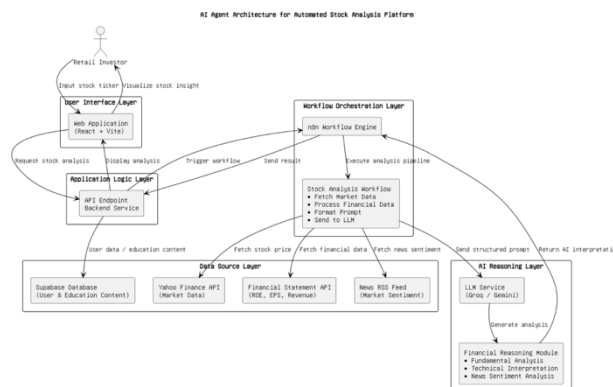 AI Agent Architecture for Automated Stock Analysis Platform
Retail Investor
Input stock ticker
Visualize stock insight
User Interface Layer
Web Application
(React + Vite)
Workflow Orchestration Layer
n8n Workflow Engine
Request stock analysis
Display analysis
Trigger workflow
Send result
Execute analysis pipeline
Application Logic Layer
API Endpoint
Backend Service
Stock Analysis Workflow
• Fetch Market Data
• Process Financial Data
• Format Prompt
• Send to LLM
User data / education content
Fetch stock price
Fetch financial data
Fetch news sentiment
Send structured prompt
Return AI interpretati
Data Source Layer
Supabase Database
(User & Education Content)
Yahoo Finance API
(Market Data)
Financial Statement API
(ROE, EPS, Revenue)
News RSS Feed
(Market Sentiment)
AI Reasoning Layer
LLM Service
(Groq / Gemini)
Generate analysis
Financial Reasoning Module
• Fundamental Analysis
• Technical Interpretation
• News Sentiment Analysis